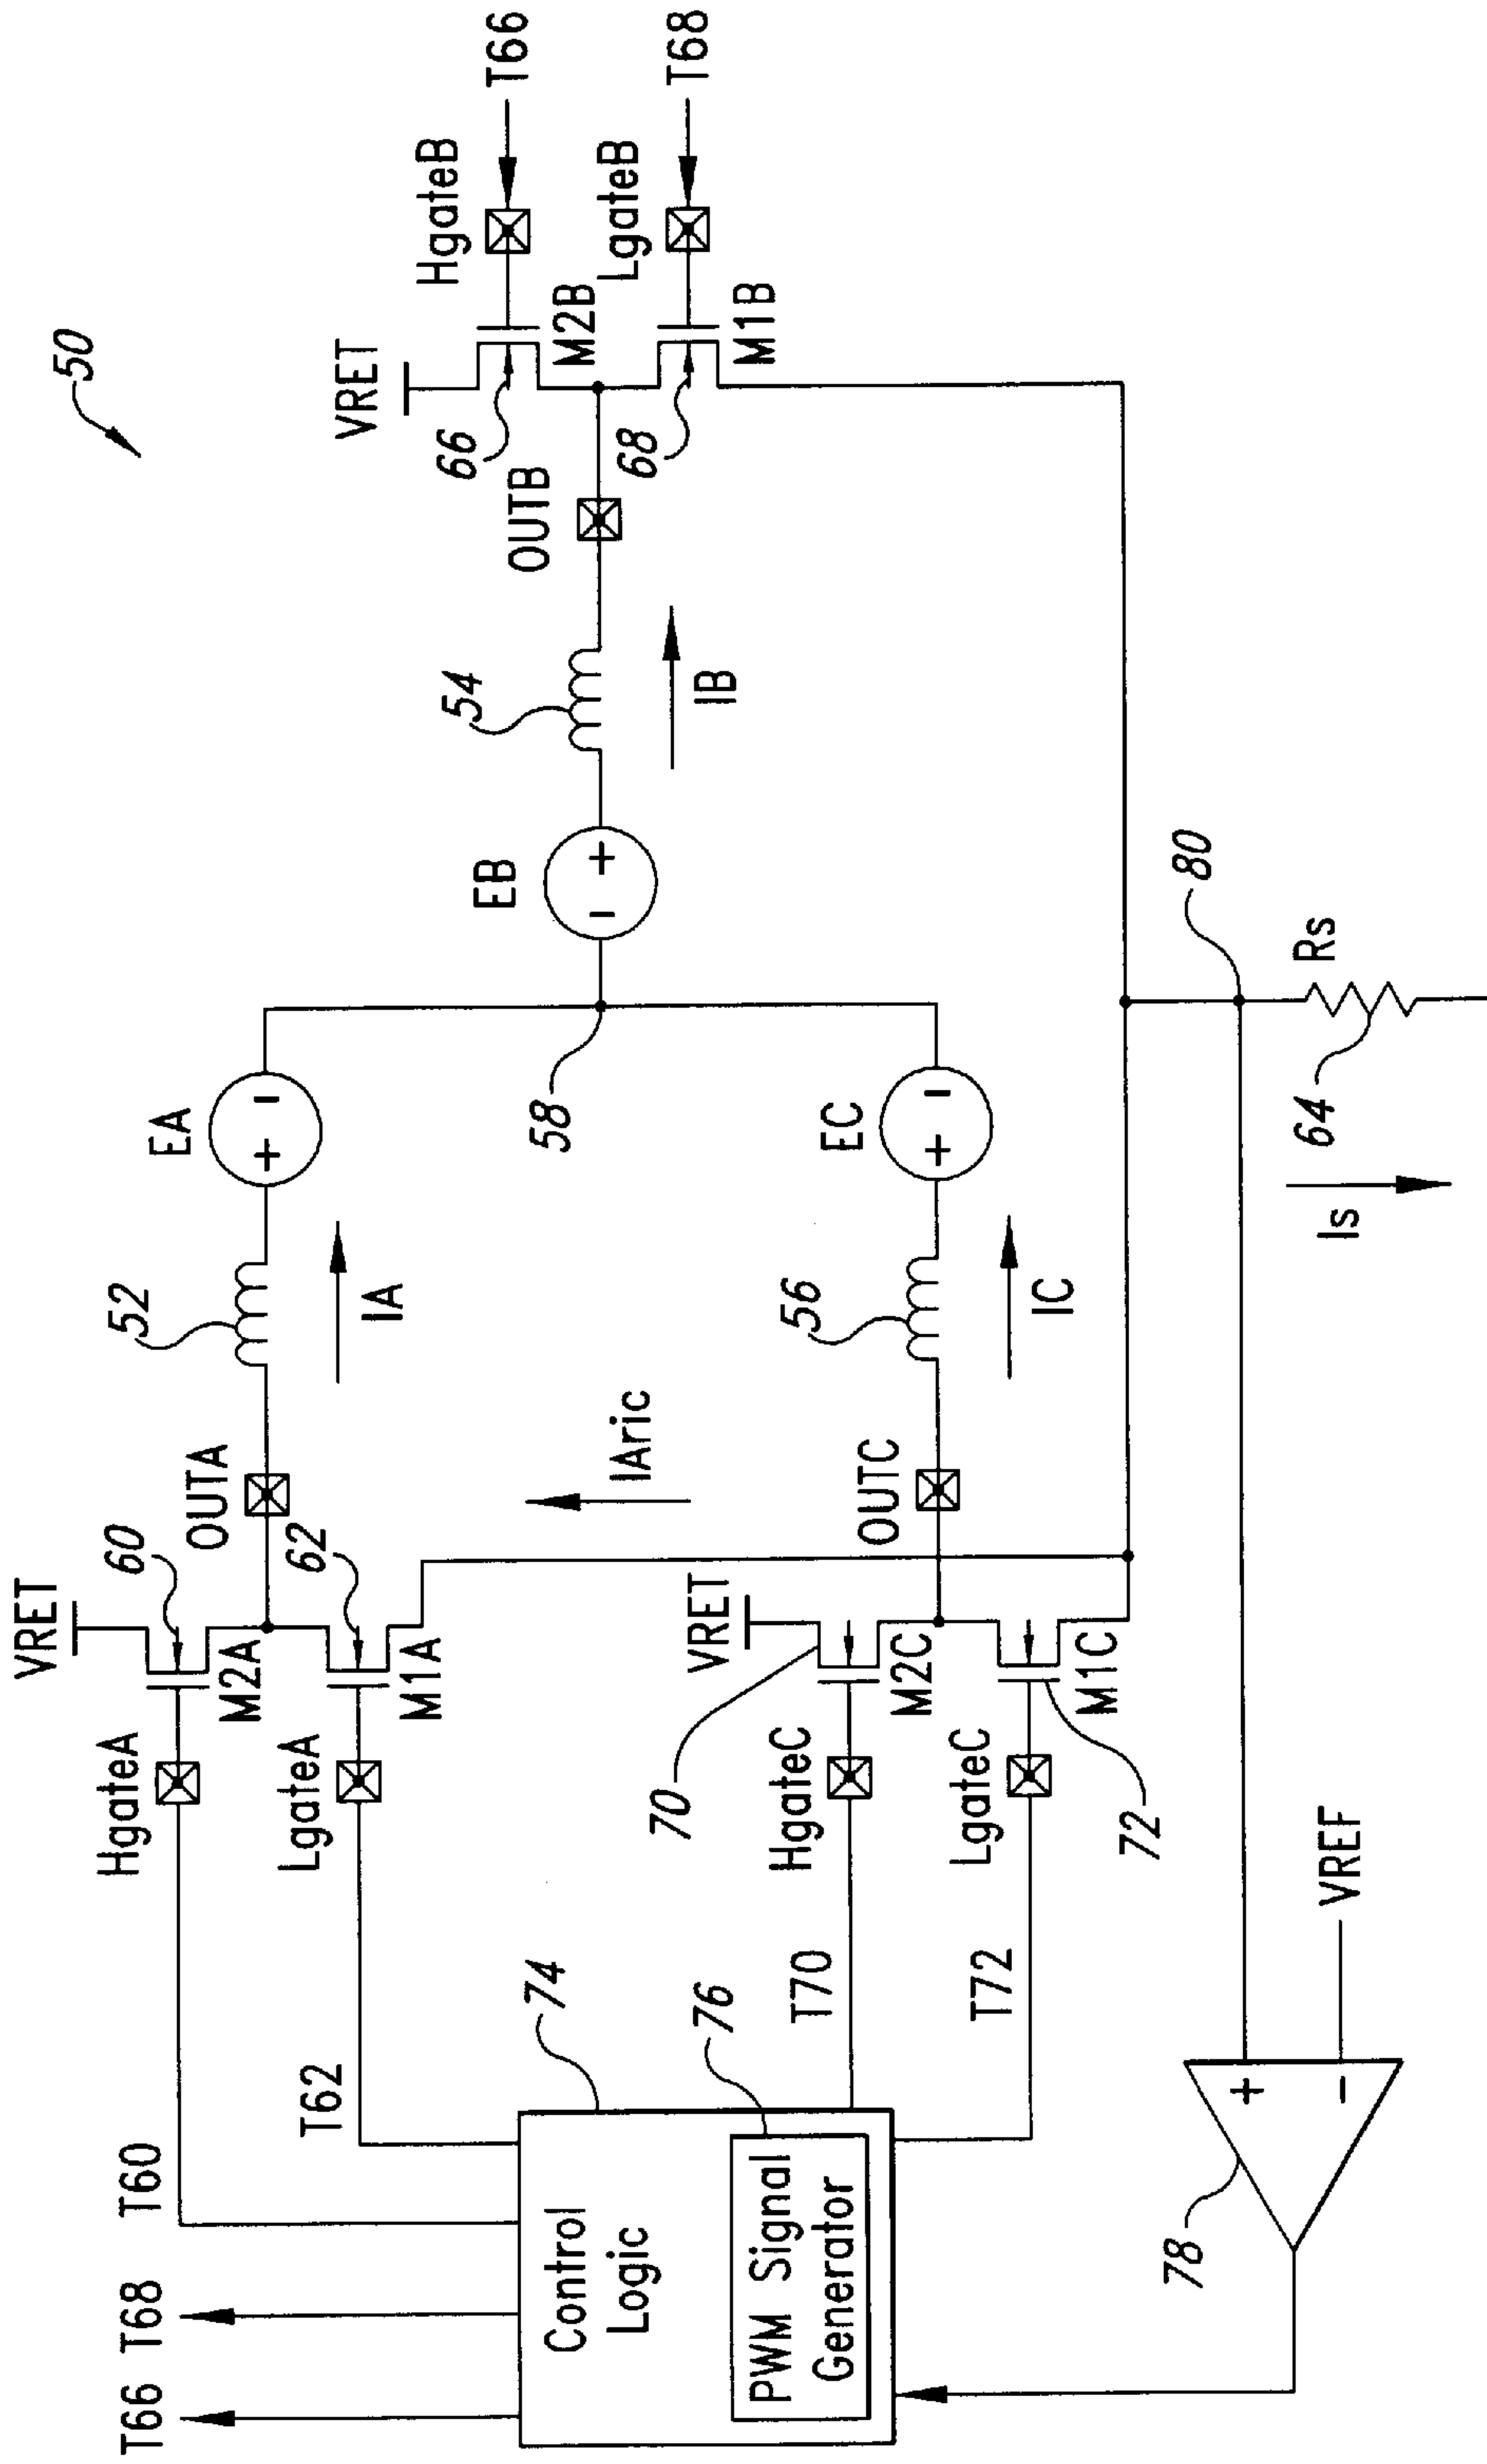 50
VRET
HgateA
60
M2A
OUTA
LgateA
62
M1A
52
IA
EA
- +
58
EB
- +
54
IB
OUTB
VRET
66
M2B
HgateB
T66
68
M1B
LgateB
T68
IAric
VRET
70
M2C
HgateC
OUTC
LgateC
72
M1C
56
IC
EC
- +
T66
T68
T60
T62
T70
T72
Control
Logic
74
PWM Signal
Generator
76
78
+
-
VREF
80
Rs
64
Is